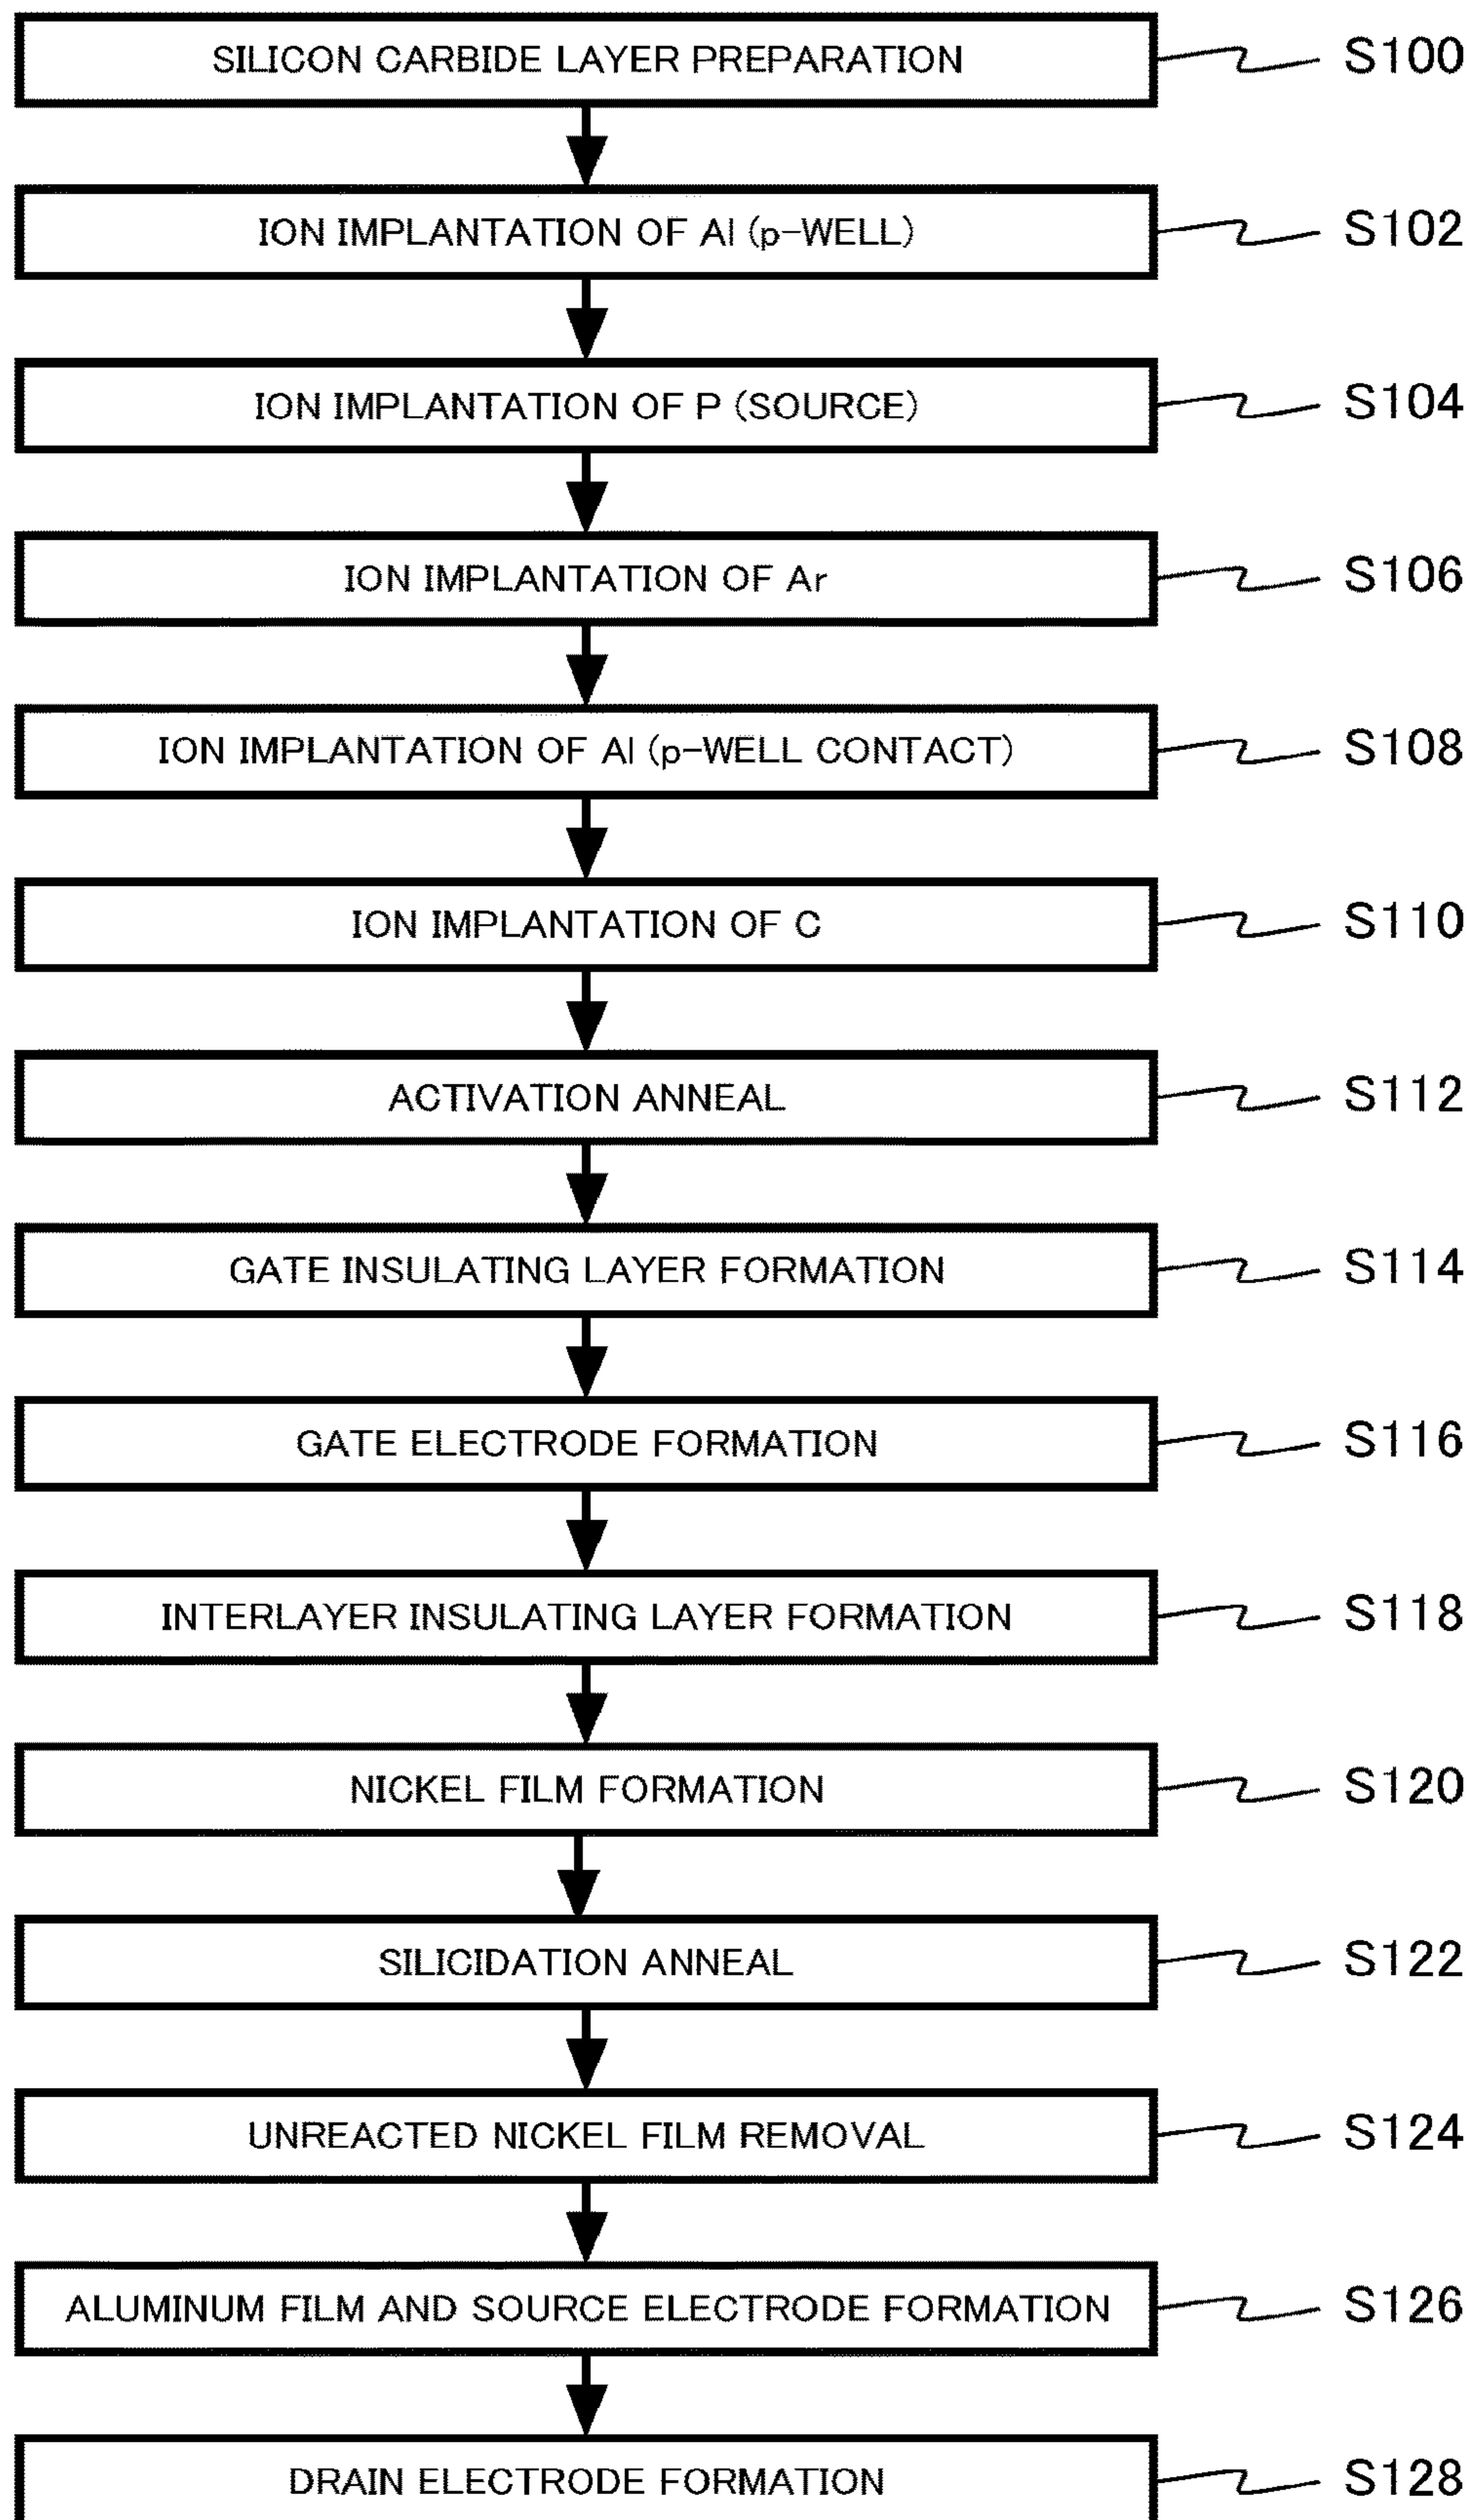 SILICON CARBIDE LAYER PREPARATION S100
ION IMPLANTATION OF Al (p-WELL) S102
ION IMPLANTATION OF P (SOURCE) S104
ION IMPLANTATION OF Ar S106
ION IMPLANTATION OF Al (p-WELL CONTACT) S108
ION IMPLANTATION OF C S110
ACTIVATION ANNEAL S112
GATE INSULATING LAYER FORMATION S114
GATE ELECTRODE FORMATION S116
INTERLAYER INSULATING LAYER FORMATION S118
NICKEL FILM FORMATION S120
SILICIDATION ANNEAL S122
UNREACTED NICKEL FILM REMOVAL S124
ALUMINUM FILM AND SOURCE ELECTRODE FORMATION S126
DRAIN ELECTRODE FORMATION S128